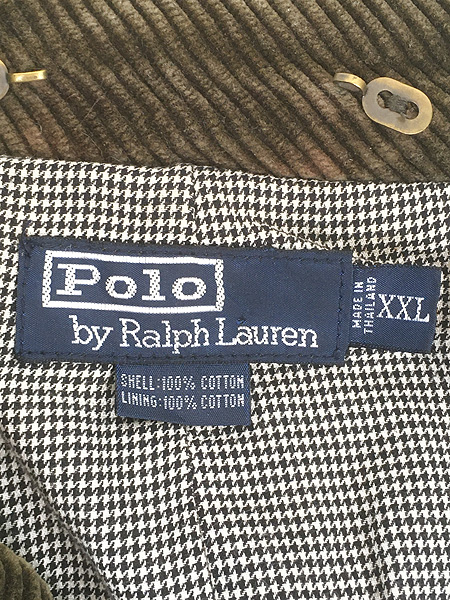 Polo
by Ralph Lauren
MADE IN
THAILAND
XXL
SHELL:100% COTTON
LINING:100% COTTON